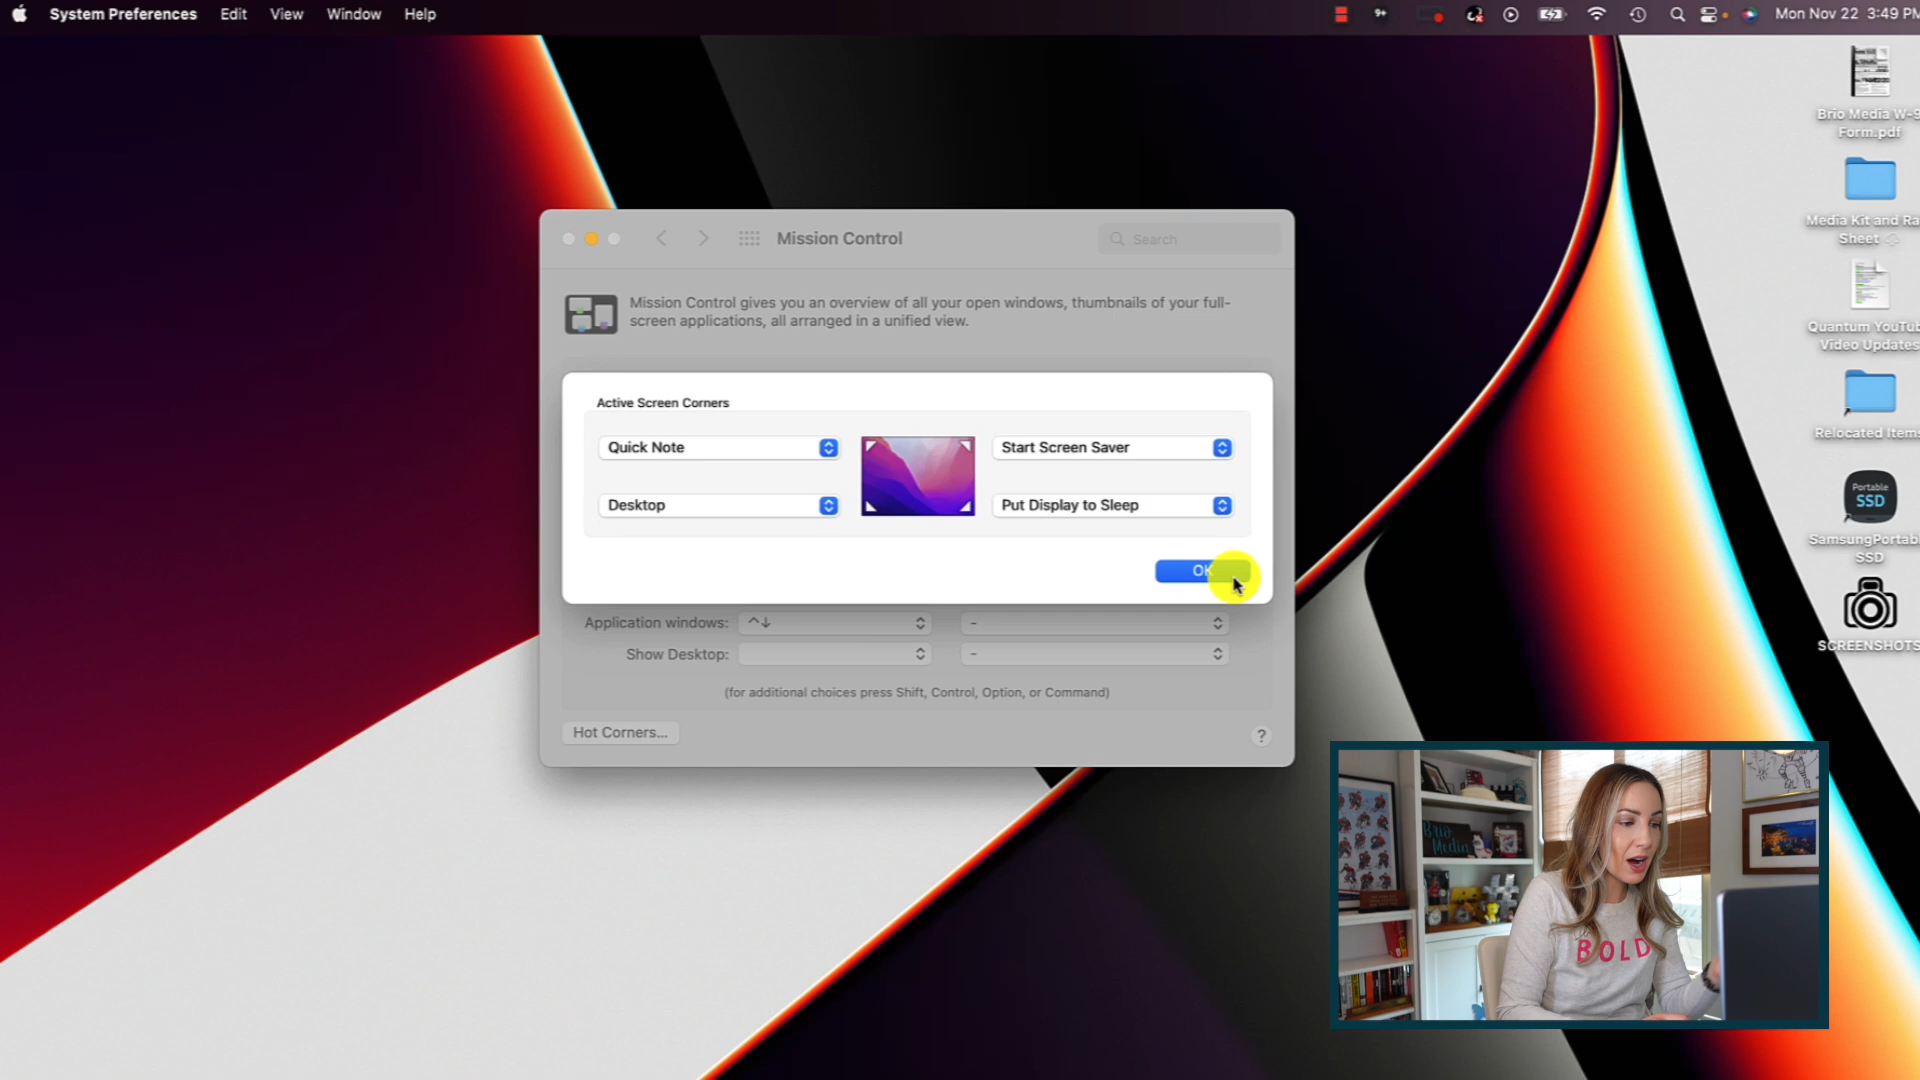 System Preferences Edit View Window Help
9+
Mon Nov 22 3:49 PM
Brio Media W-9
Form.pdf
Media Kit and Ra
Sheet
Quantum YouTub
Video Updates
Relocated Items
Portable
SSD
SamsungPortab
SSD
SCREENSHOTS
Mission Control
Search
Mission Control gives you an overview of all your open windows, thumbnails of your full-
screen applications, all arranged in a unified view.
Active Screen Corners
Quick Note
Start Screen Saver
Desktop
Put Display to Sleep
OK
Application windows: ^↓ -
Show Desktop: -
(for additional choices press Shift, Control, Option, or Command)
Hot Corners...
?
Brio
Media
BOLD